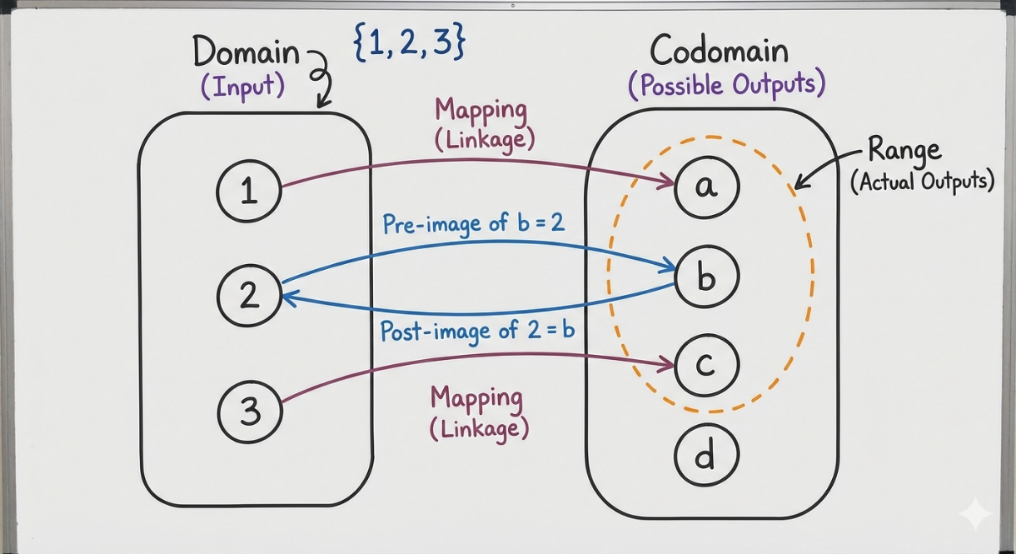 Domain
(Input)
{1,2,3}
Codomain
(Possible Outputs)
Mapping
(Linkage)
Range
(Actual Outputs)
1
a
Pre-image of b = 2
2
b
Post-image of 2 = b
3
c
Mapping
(Linkage)
d